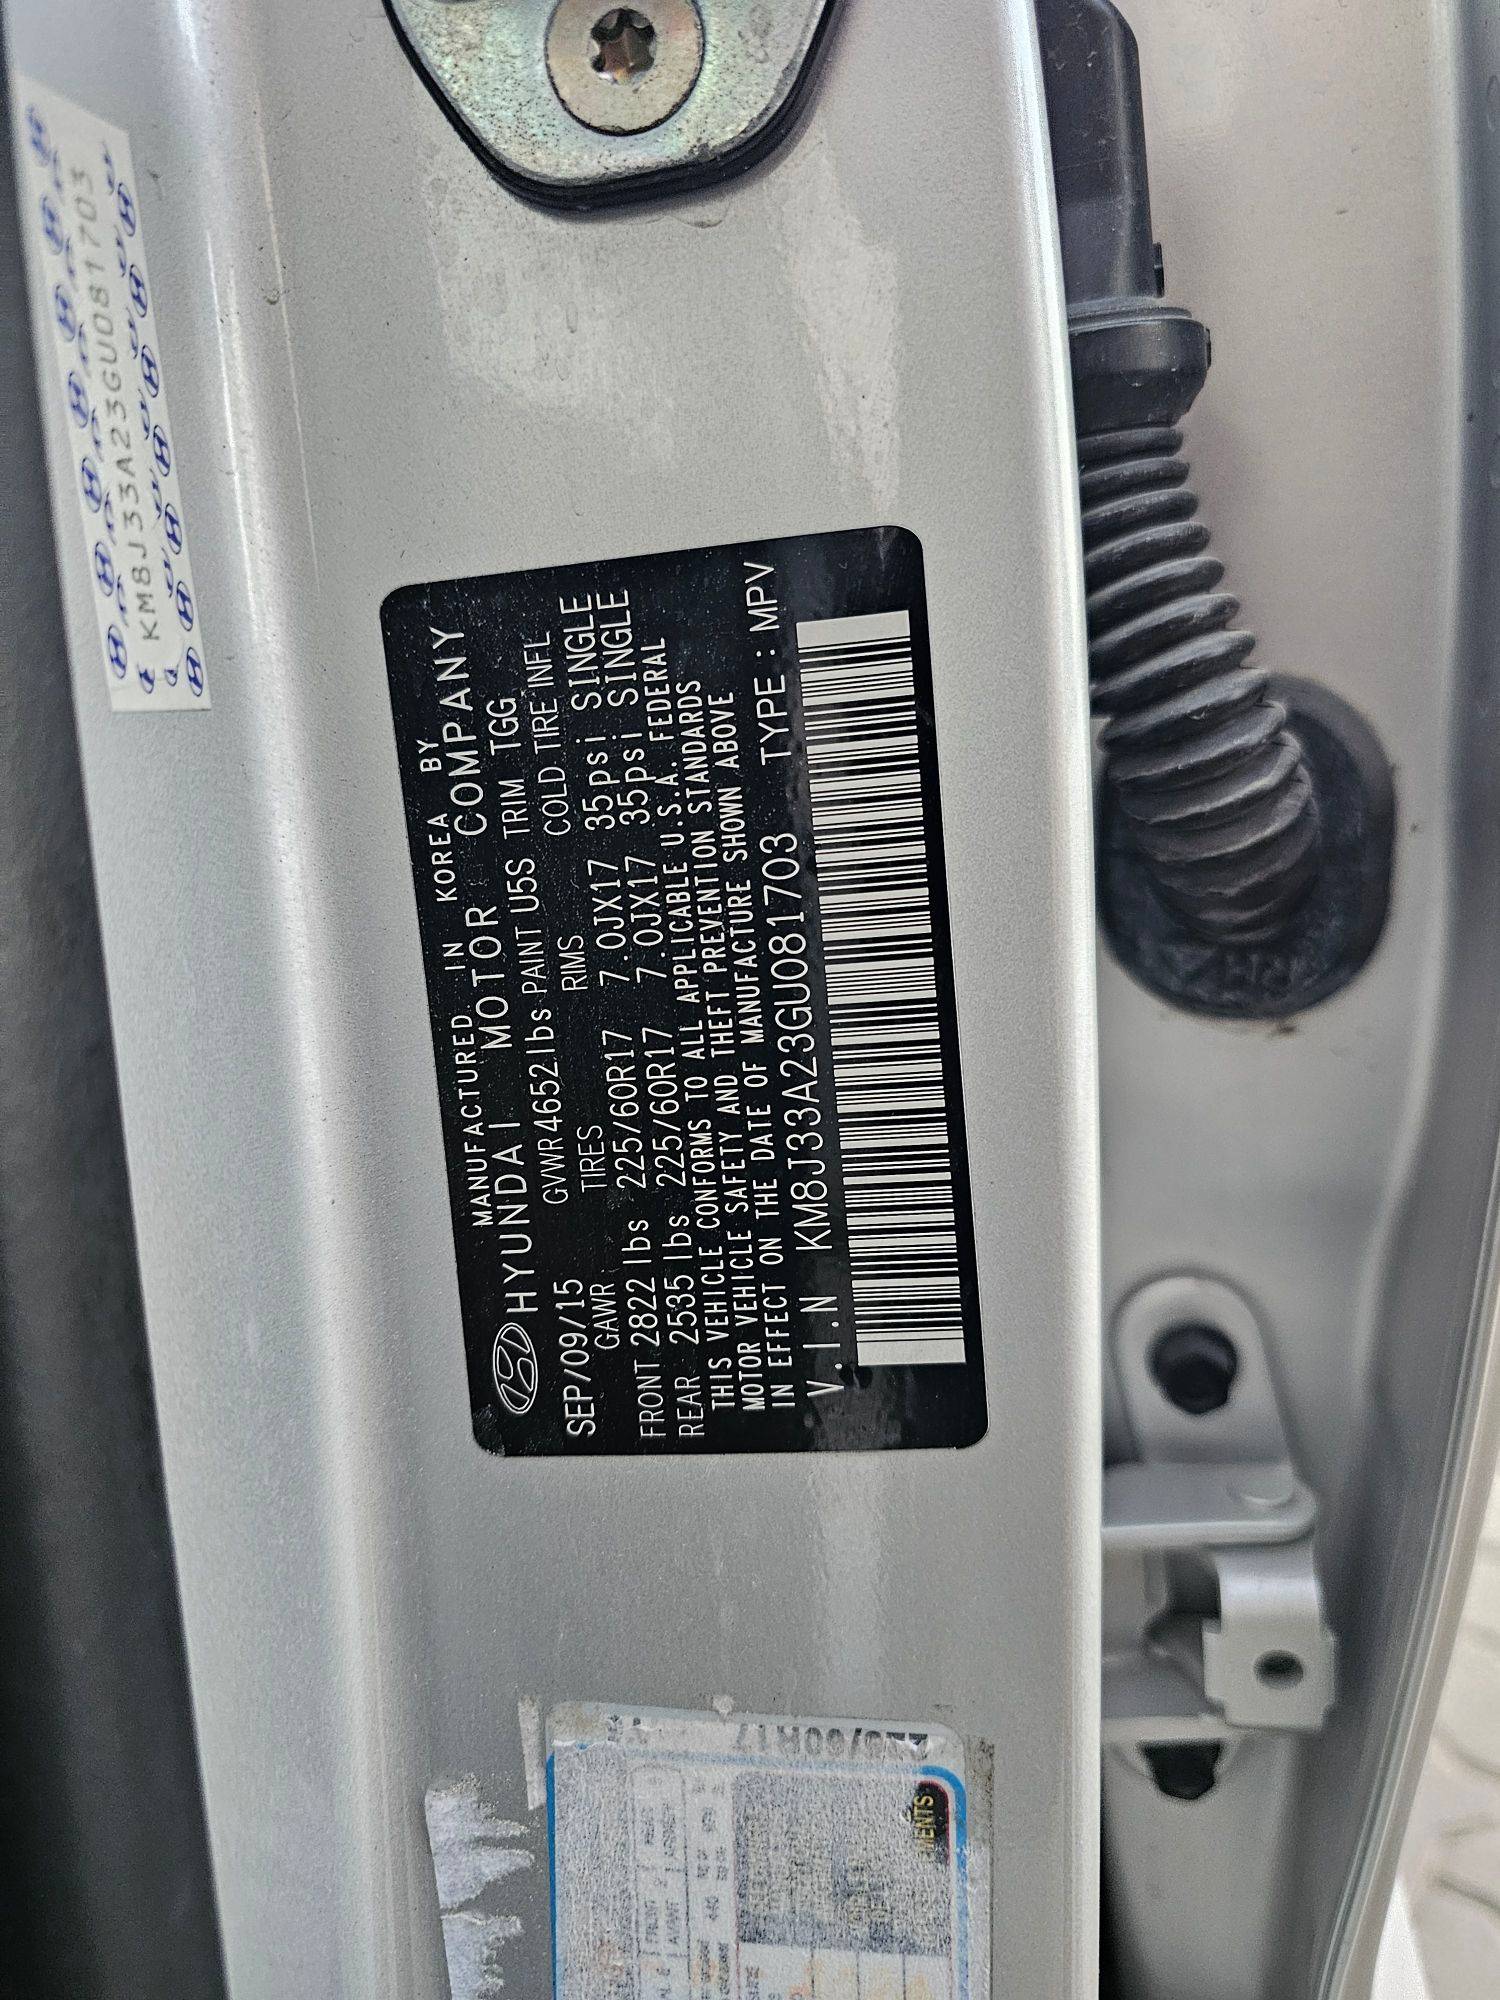 KM8J33A23GU081703
MANUFACTURED IN KOREA BY
HYUNDAI MOTOR COMPANY
SEP/09/15 GVWR 4652lbs PAINT U5S TRIM TGG
GAWR TIRES RIMS COLD TIRE INFL
FRONT 2822 lbs 225/60R17 7.0JX17 35psi SINGLE
REAR 2535 lbs 225/60R17 7.0JX17 35psi SINGLE
THIS VEHICLE CONFORMS TO ALL APPLICABLE U.S.A. FEDERAL
MOTOR VEHICLE SAFETY AND THEFT PREVENTION STANDARDS
IN EFFECT ON THE DATE OF MANUFACTURE SHOWN ABOVE
V.I.N KM8J33A23GU081703 TYPE : MPV
225/60R17